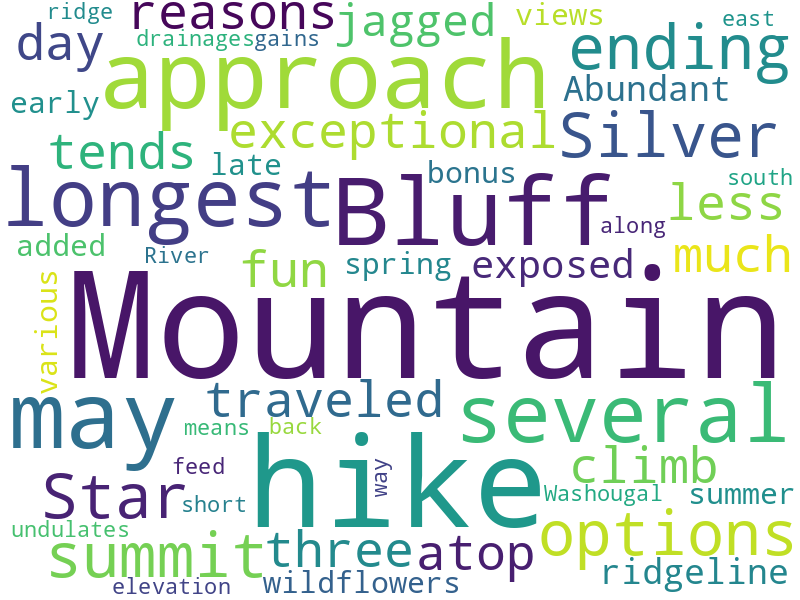 ridge reasons jagged views east
day drainages gains ending
approach Abundant
early exceptional Silver
tends late bonus south
longest Bluff less
added River along
fun spring exposed much
various Mountain
may traveled several
means back
Star feed hike way climb
short Washougal summer
undulates summit three atop options
elevation wildflowers ridgeline